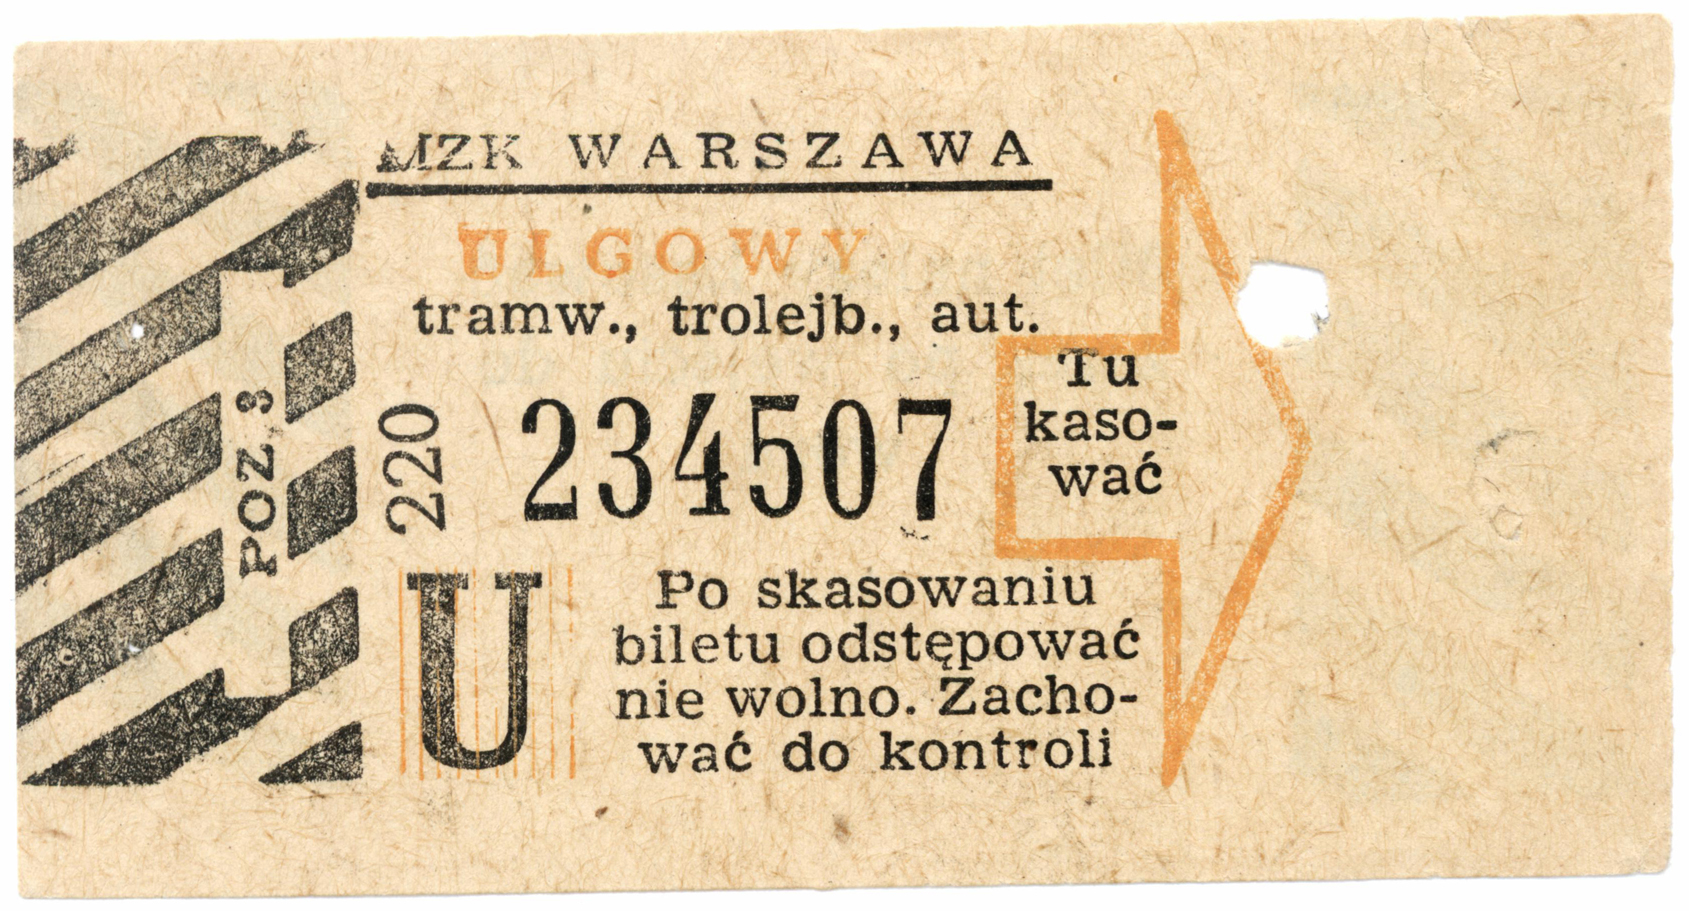 MZK WARSZAWA
ULGOWY
tramw., trolejb., aut.
POZ. 3
220
234507
Tu
kaso-
wać
U
Po skasowaniu
biletu odstępować
nie wolno. Zacho-
wać do kontroli